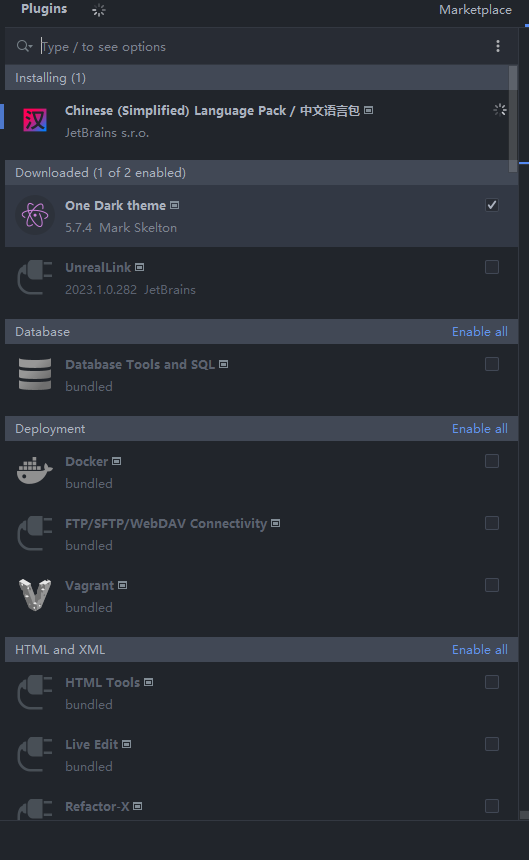 Plugins
Marketplace
Type / to see options
Installing (1)
Chinese (Simplified) Language Pack / 中文语言包
JetBrains s.r.o.
Downloaded (1 of 2 enabled)
One Dark theme
5.7.4 Mark Skelton
UnrealLink
2023.1.0.282 JetBrains
Database Enable all
Database Tools and SQL
bundled
Deployment Enable all
Docker
bundled
FTP/SFTP/WebDAV Connectivity
bundled
Vagrant
bundled
HTML and XML Enable all
HTML Tools
bundled
Live Edit
bundled
Refactor-X